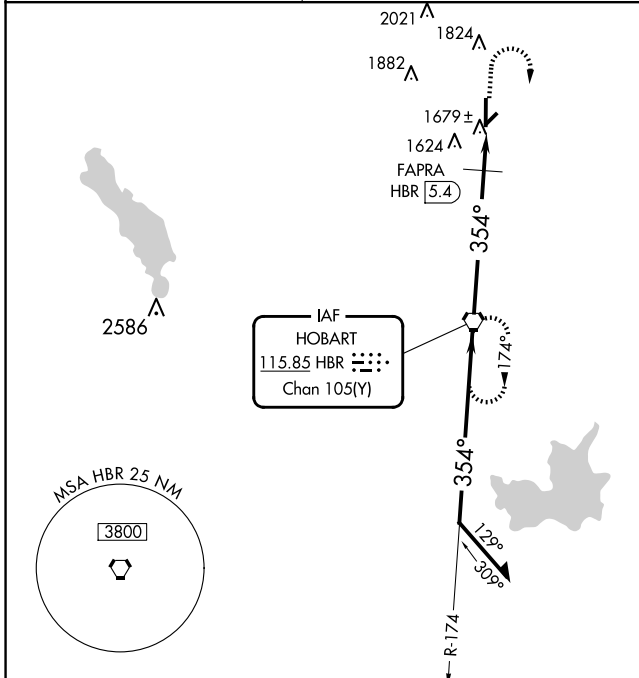 2021
1824
1882
1679 ±
1624
FAPRA
HBR 5.4
354°
2586
IAF
HOBART
115.85 HBR
Chan 105(Y)
174°
354°
MSA HBR 25 NM
3800
129°
309°
R-174